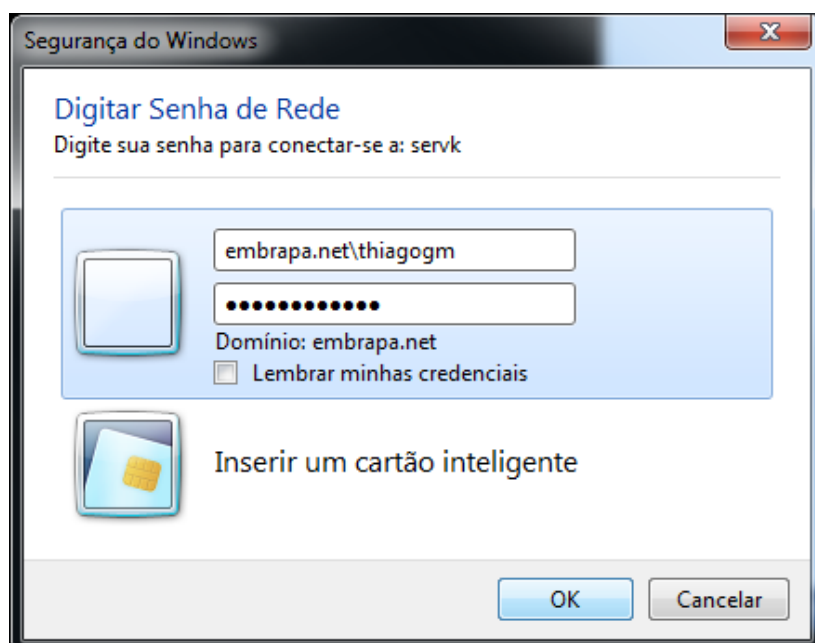 Segurança do Windows
Digitar Senha de Rede
Digite sua senha para conectar-se a: servk
embrapa.net\thiagogm
●●●●●●●●●●●●
Domínio: embrapa.net
Lembrar minhas credenciais
Inserir um cartão inteligente
OK
Cancelar